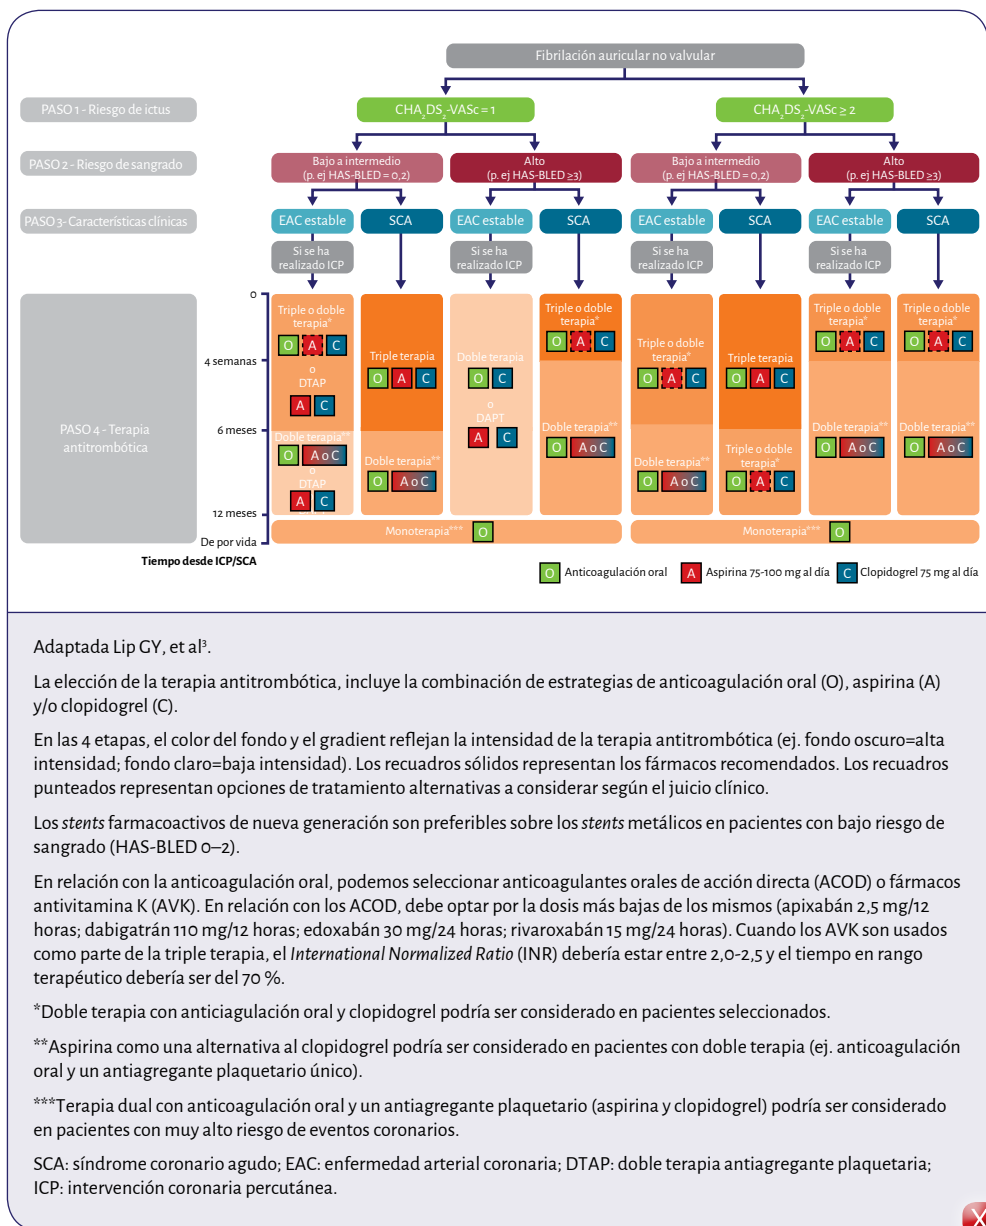 Fibrilación auricular no valvular
PASO 1 - Riesgo de ictus
CHA2DS2-VASc = 1
CHA2DS2-VASc ≥ 2
PASO 2 - Riesgo de sangrado
Bajo a intermedio
(p. ej HAS-BLED = 0,2)
Alto
(p. ej HAS-BLED ≥3)
Bajo a intermedio
(p. ej HAS-BLED = 0,2)
Alto
(p. ej HAS-BLED ≥3)
PASO 3- Características clínicas
EAC estable
SCA
EAC estable
SCA
EAC estable
SCA
EAC estable
SCA
Si se ha
realizado ICP
Si se ha
realizado ICP
Si se ha
realizado ICP
Si se ha
realizado ICP
PASO 4 - Terapia
antitrombótica
0
4 semanas
6 meses
12 meses
De por vida
Tiempo desde ICP/SCA
Triple o doble
terapia*
O A C
o
DTAP
A C
Doble terapia**
O A o C
o
DTAP
A C
Triple terapia
O A C
Doble terapia**
O A o C
Doble terapia
O C
o
DAPT
A C
Triple o doble
terapia*
O A C
Doble terapia**
O A o C
Triple o doble
terapia*
O A C
Doble terapia**
O A o C
Triple terapia
O A C
Triple o doble
terapia*
O A C
Triple o doble
terapia*
O A C
Doble terapia**
O A o C
Triple o doble
terapia*
O A C
Doble terapia**
O A o C
Monoterapia*** O
Monoterapia*** O
O Anticoagulación oral A Aspirina 75-100 mg al día C Clopidogrel 75 mg al día
Adaptada Lip GY, et al³.
La elección de la terapia antitrombótica, incluye la combinación de estrategias de anticoagulación oral (O), aspirina (A)
y/o clopidogrel (C).
En las 4 etapas, el color del fondo y el gradient reflejan la intensidad de la terapia antitrombótica (ej. fondo oscuro=alta
intensidad; fondo claro=baja intensidad). Los recuadros sólidos representan los fármacos recomendados. Los recuadros
punteados representan opciones de tratamiento alternativas a considerar según el juicio clínico.
Los stents farmacoactivos de nueva generación son preferibles sobre los stents metálicos en pacientes con bajo riesgo de
sangrado (HAS-BLED 0–2).
En relación con la anticoagulación oral, podemos seleccionar anticoagulantes orales de acción directa (ACOD) o fármacos
antivitamina K (AVK). En relación con los ACOD, debe optar por la dosis más bajas de los mismos (apixabán 2,5 mg/12
horas; dabigatrán 110 mg/12 horas; edoxabán 30 mg/24 horas; rivaroxabán 15 mg/24 horas). Cuando los AVK son usados
como parte de la triple terapia, el International Normalized Ratio (INR) debería estar entre 2,0-2,5 y el tiempo en rango
terapéutico debería ser del 70 %.
*Doble terapia con anticiagulación oral y clopidogrel podría ser considerado en pacientes seleccionados.
**Aspirina como una alternativa al clopidogrel podría ser considerado en pacientes con doble terapia (ej. anticoagulación
oral y un antiagregante plaquetario único).
***Terapia dual con anticoagulación oral y un antiagregante plaquetario (aspirina y clopidogrel) podría ser considerado
en pacientes con muy alto riesgo de eventos coronarios.
SCA: síndrome coronario agudo; EAC: enfermedad arterial coronaria; DTAP: doble terapia antiagregante plaquetaria;
ICP: intervención coronaria percutánea.
X